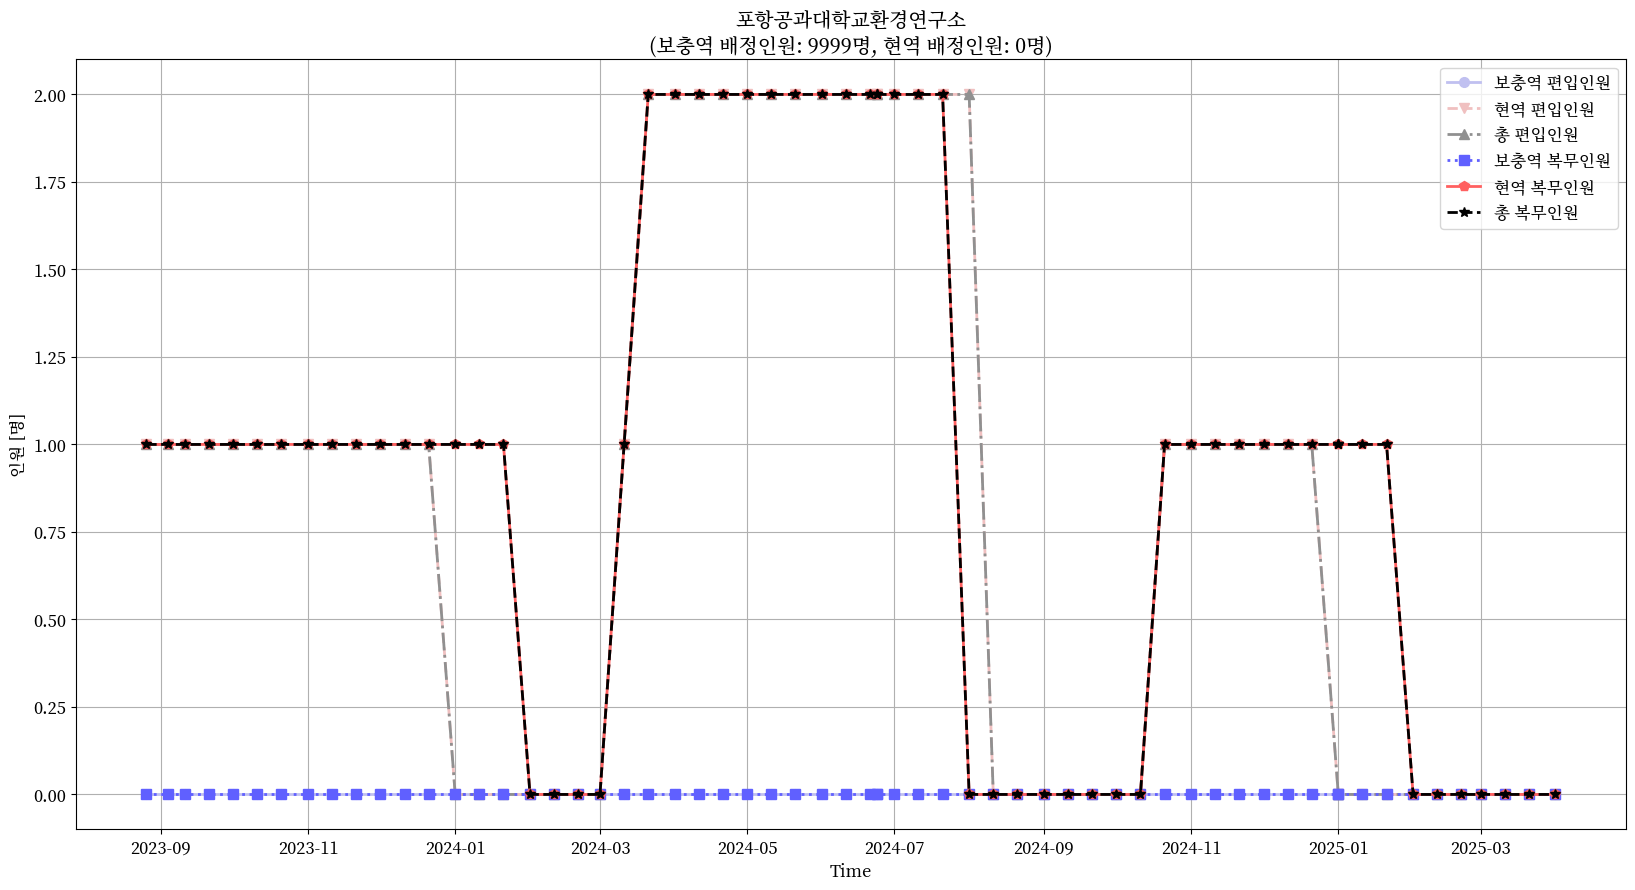 포항공과대학교환경연구소
(보충역 배정인원: 9999명, 현역 배정인원: 0명)
보충역 편입인원
현역 편입인원
총 편입인원
보충역 복무인원
현역 복무인원
총 복무인원
인원 [명]
2.00
1.75
1.50
1.25
1.00
0.75
0.50
0.25
0.00
2023-09 2023-11 2024-01 2024-03 2024-05 2024-07 2024-09 2024-11 2025-01 2025-03
Time